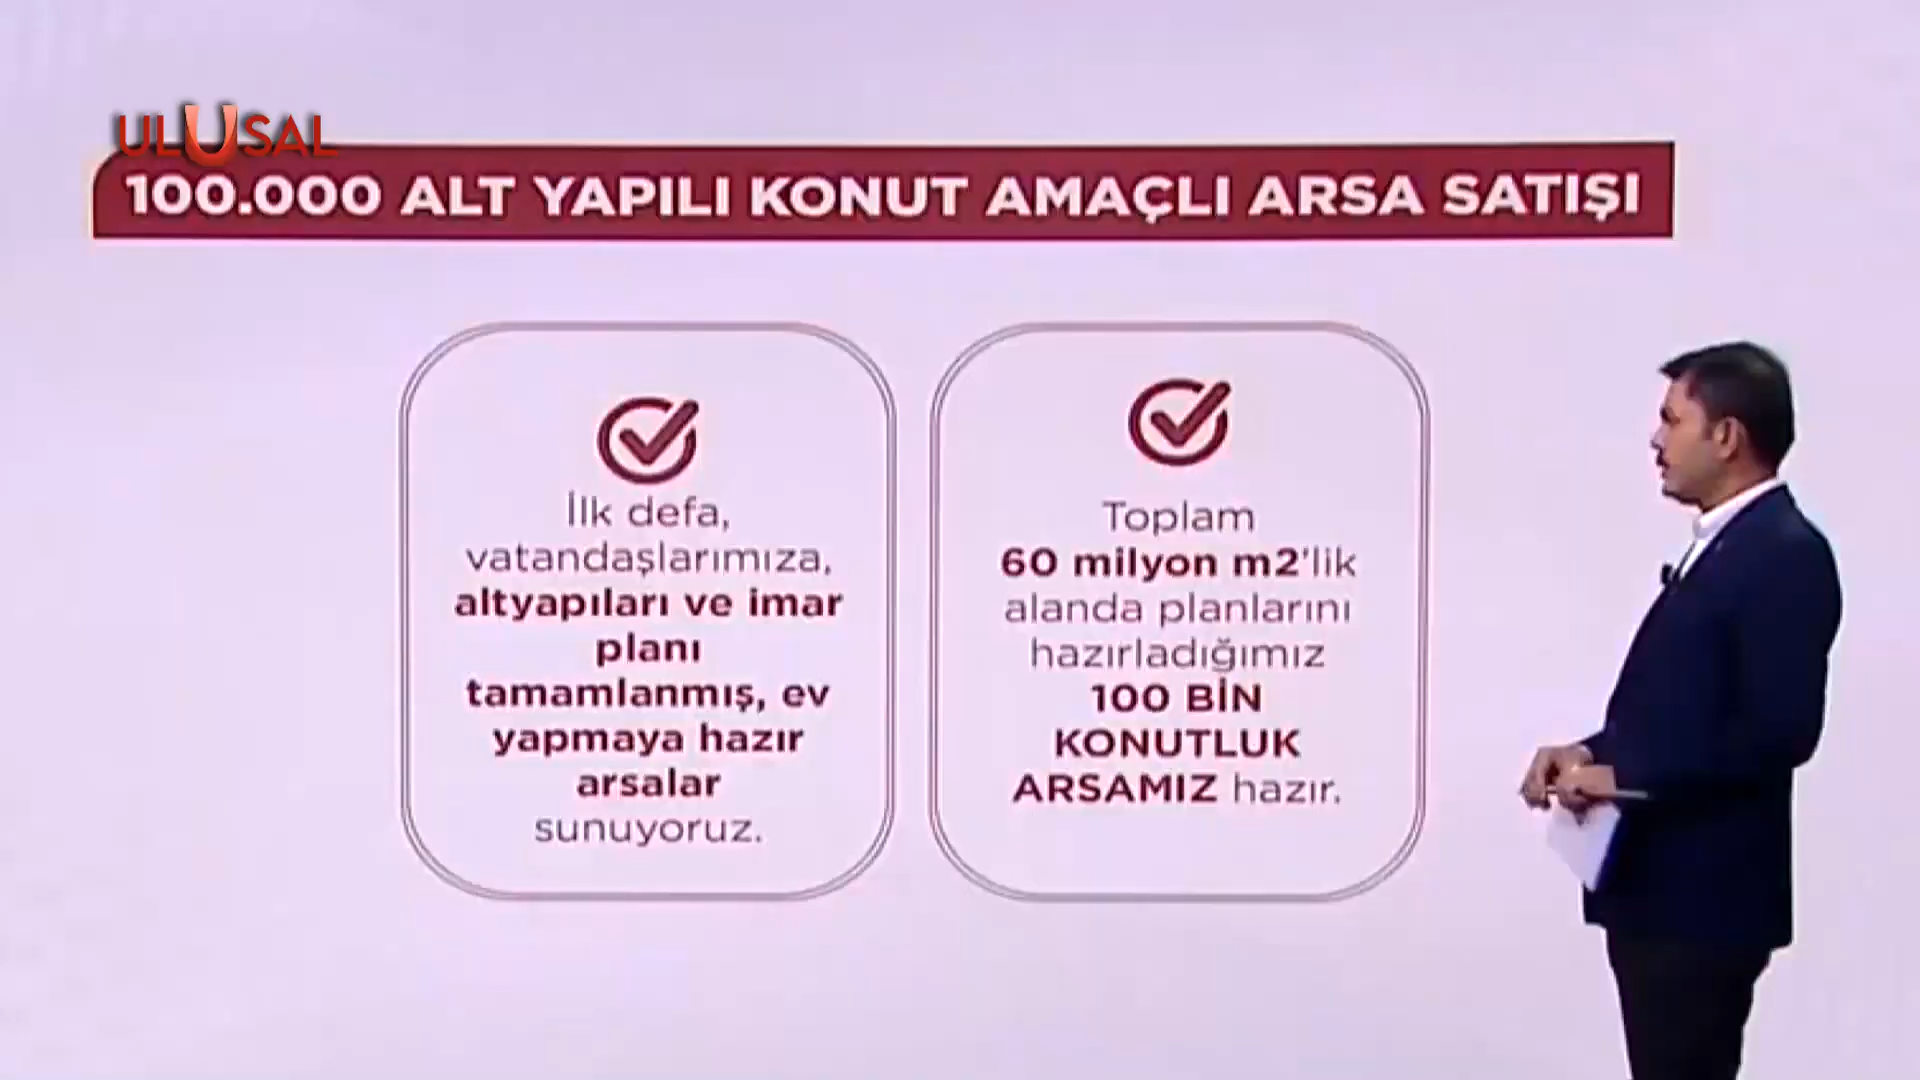 ULUSAL
100.000 ALT YAPILI KONUT AMAÇLI ARSA SATIŞI
İlk defa,
vatandaşlarımıza,
altyapıları ve imar
planı
tamamlanmış, ev
yapmaya hazır
arsalar
sunuyoruz.
Toplam
60 milyon m2'lik
alanda planlarını
hazırladığımız
100 BİN
KONUTLUK
ARSAMIZ hazır.